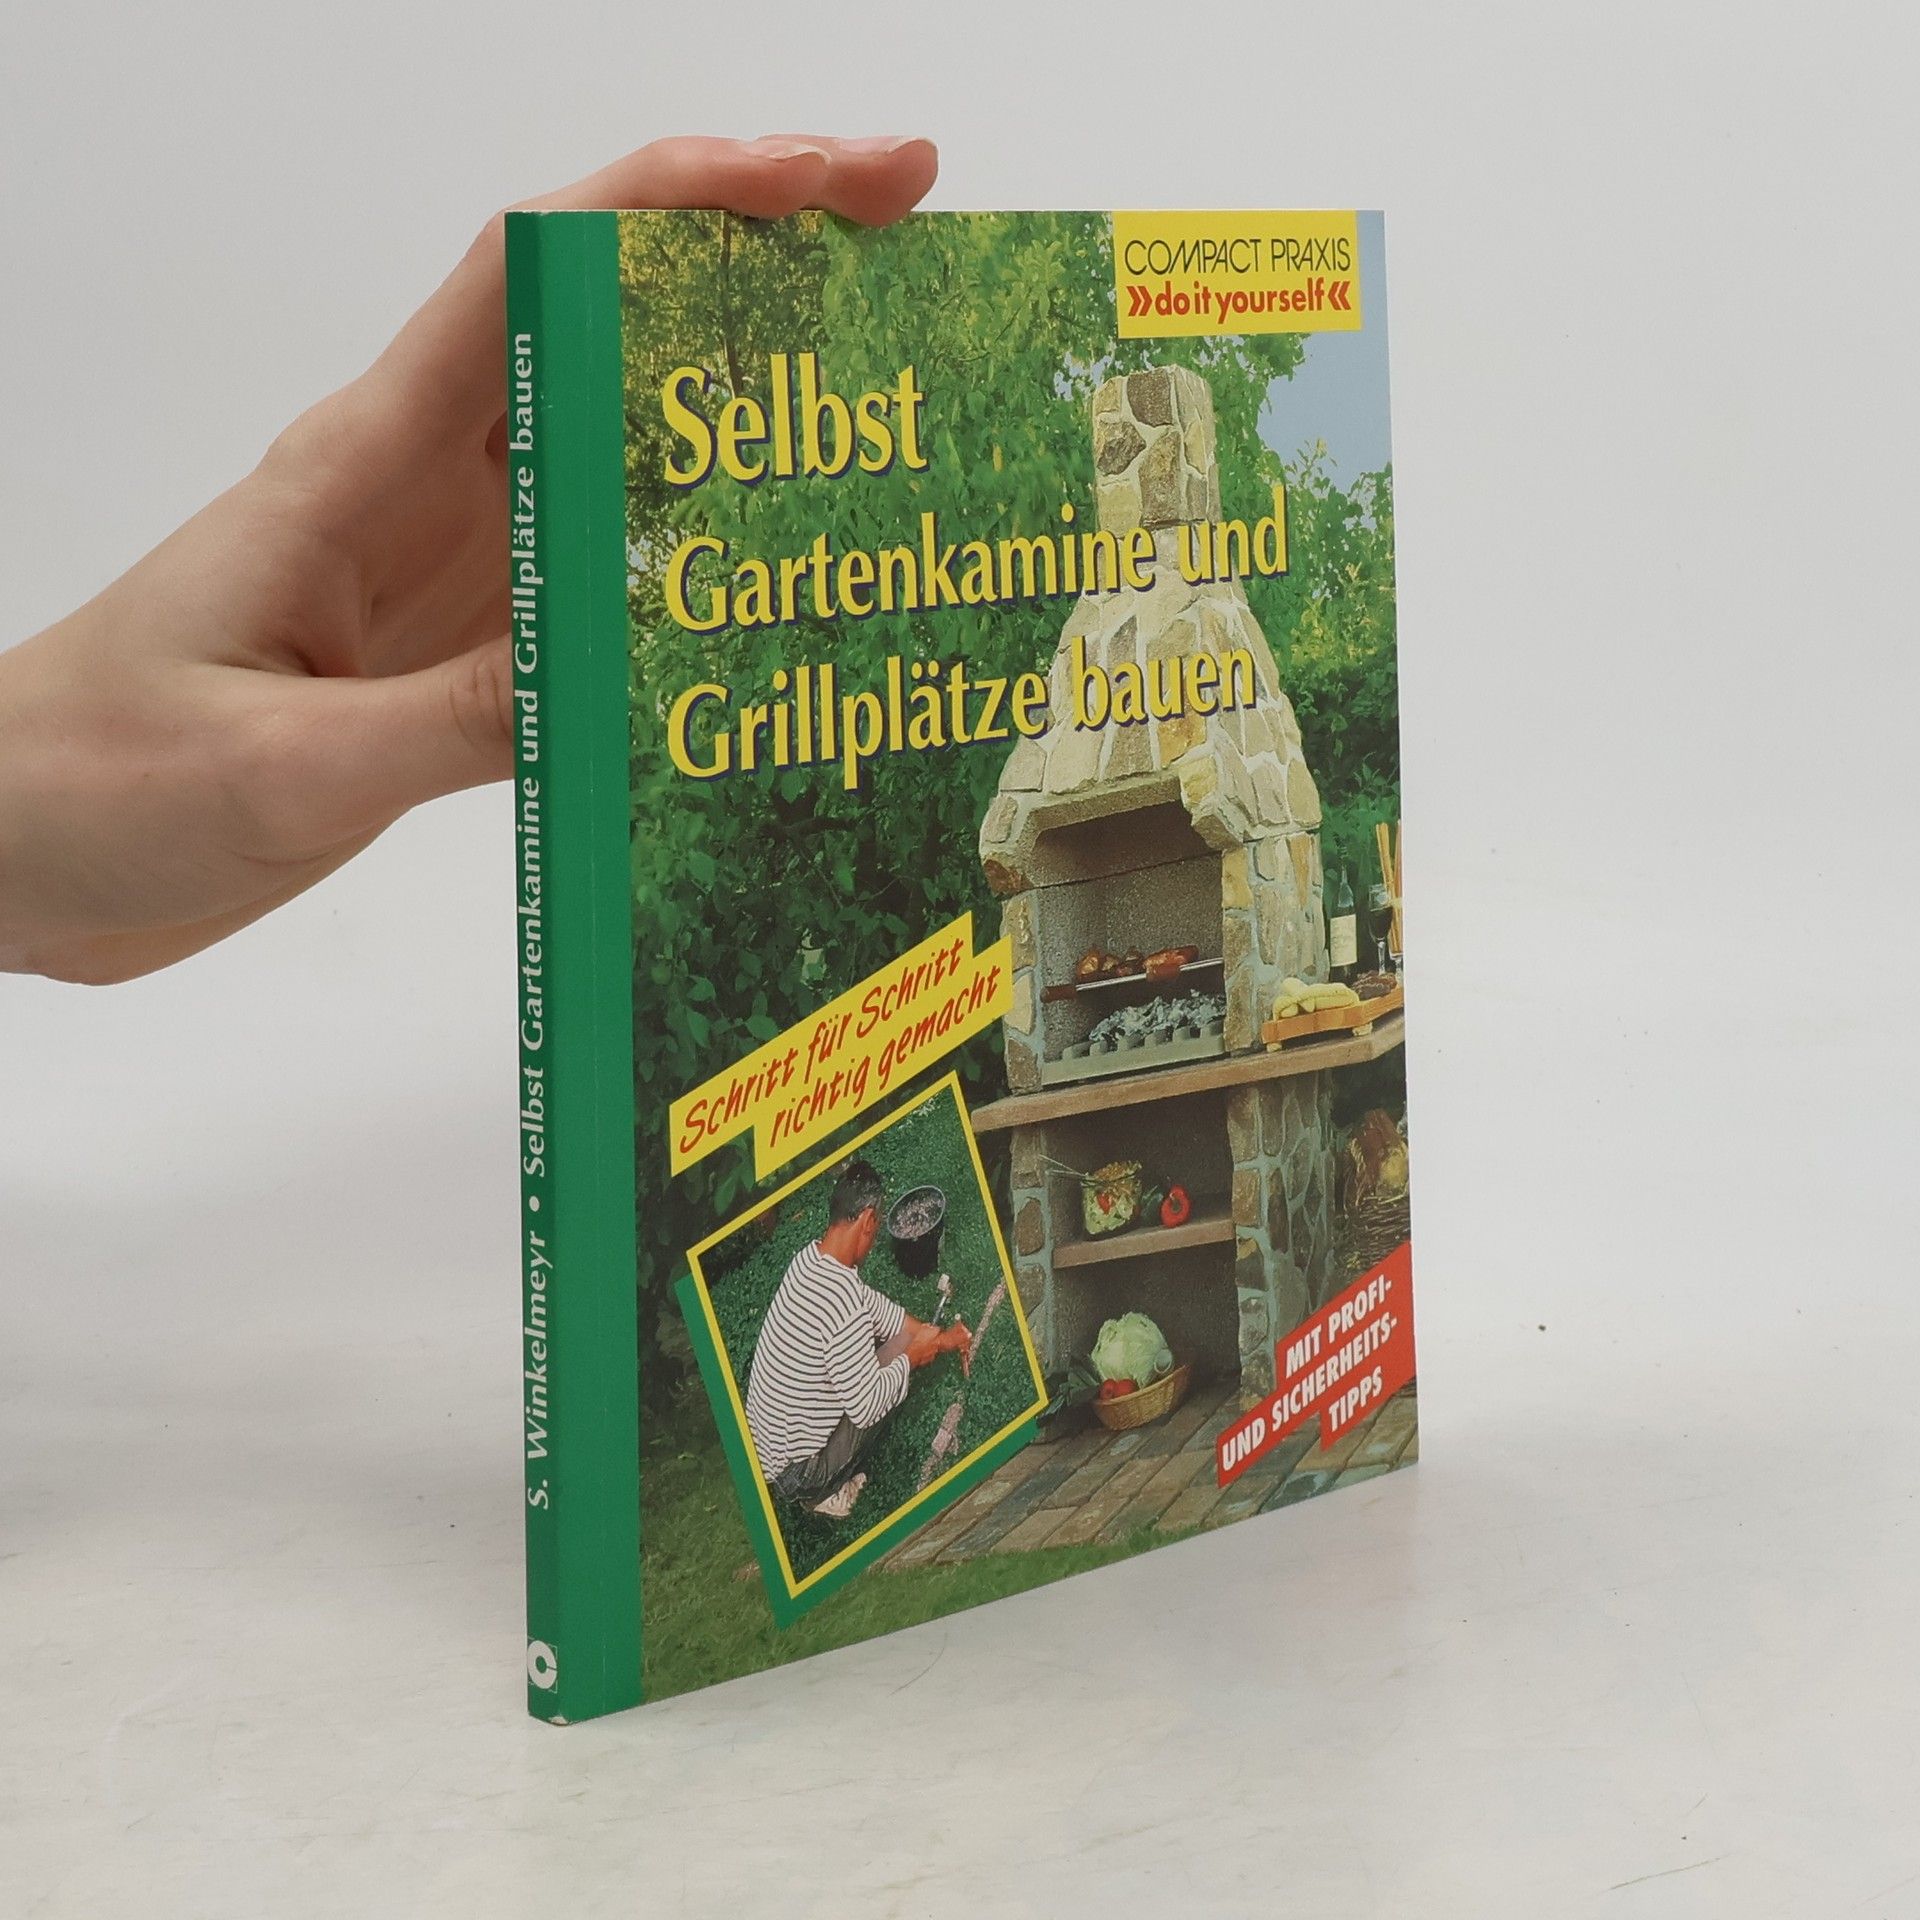 COMPACT PRAXIS
»do it yourself«
Selbst
Gartenkamine und
Grillplätze bauen
Schritt für Schritt
richtig gemacht
MIT PROFI-
UND SICHERHEITS-
TIPPS
S. Winkelmeyr • Selbst Gartenkamine und Grillplätze bauen